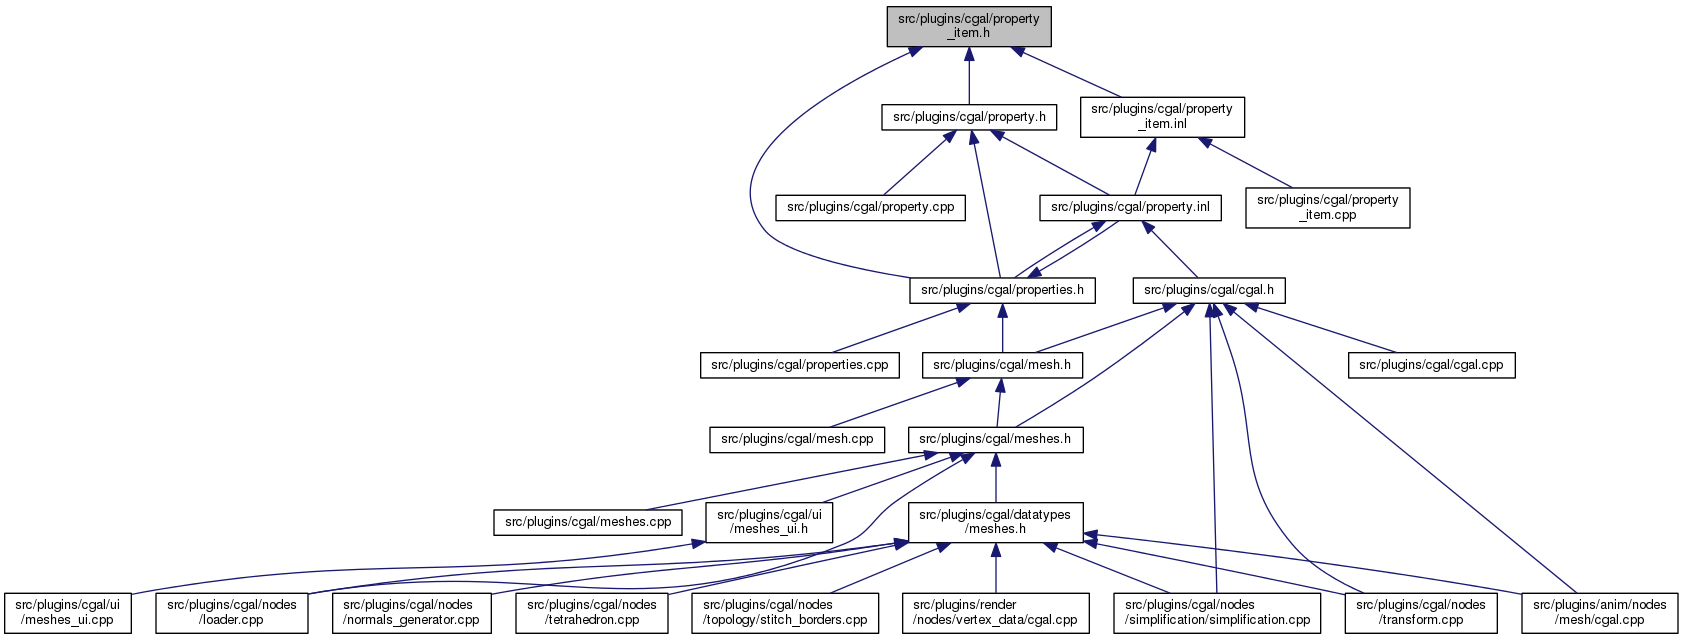 src/plugins/cgal/property
_item.h
src/plugins/cgal/property.h
src/plugins/cgal/property
_item.inl
src/plugins/cgal/property.cpp
src/plugins/cgal/property.inl
src/plugins/cgal/property
_item.cpp
src/plugins/cgal/properties.h
src/plugins/cgal/cgal.h
src/plugins/cgal/properties.cpp
src/plugins/cgal/mesh.h
src/plugins/cgal/cgal.cpp
src/plugins/cgal/mesh.cpp
src/plugins/cgal/meshes.h
src/plugins/cgal/meshes.cpp
src/plugins/cgal/ui
/meshes_ui.h
src/plugins/cgal/datatypes
/meshes.h
src/plugins/cgal/ui
/meshes_ui.cpp
src/plugins/cgal/nodes
/loader.cpp
src/plugins/cgal/nodes
/normals_generator.cpp
src/plugins/cgal/nodes
/tetrahedron.cpp
src/plugins/cgal/nodes
/topology/stitch_borders.cpp
src/plugins/render
/nodes/vertex_data/cgal.cpp
src/plugins/cgal/nodes
/simplification/simplification.cpp
src/plugins/cgal/nodes
/transform.cpp
src/plugins/anim/nodes
/mesh/cgal.cpp